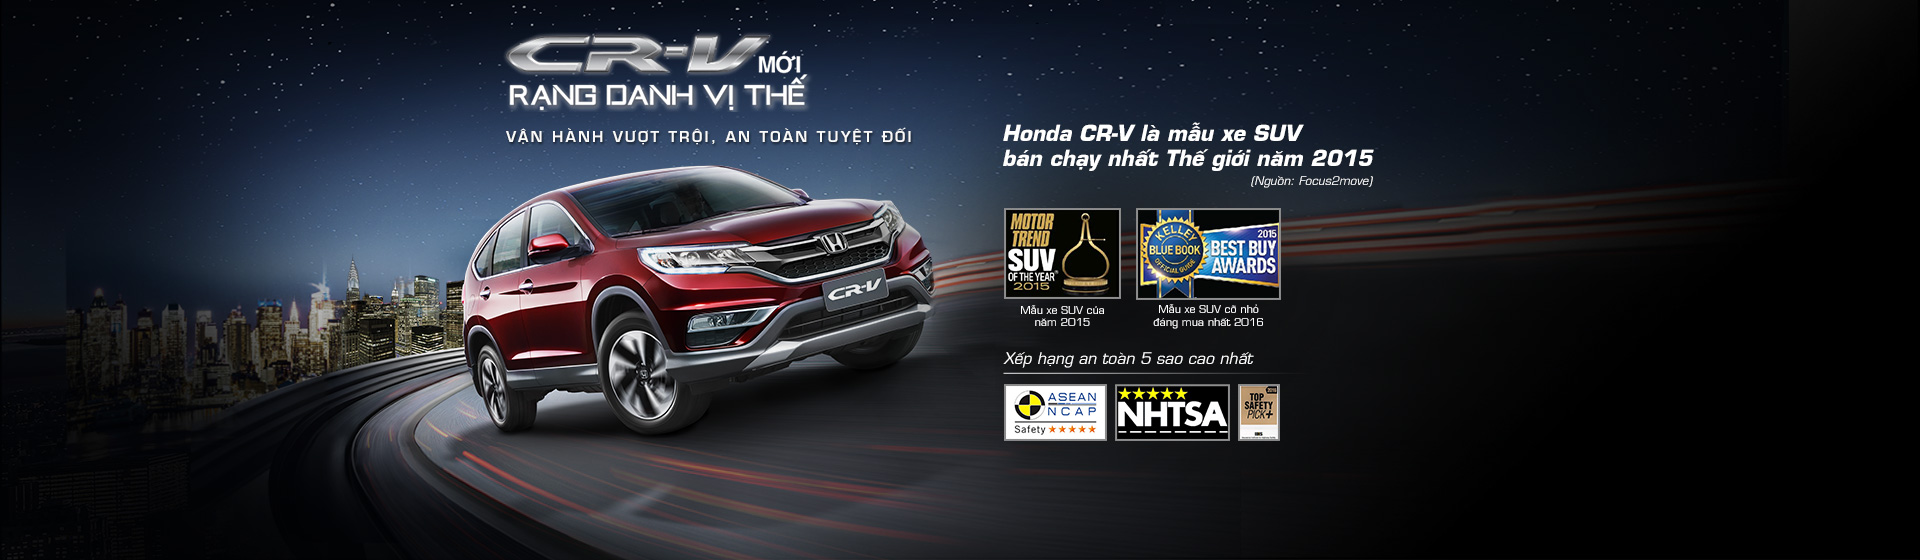 CR-V MỚI
RẠNG DANH VỊ THẾ
VẬN HÀNH VƯỢT TRỘI, AN TOÀN TUYỆT ĐỐI
CR-V
Honda CR-V là mẫu xe SUV
bán chạy nhất Thế giới năm 2015
(Nguồn: Focus2move)
MOTOR
TREND
SUV
OF THE YEAR
2015
KELLEY
BLUE BOOK
OFFICIAL GUIDE
2015
BEST BUY
AWARDS
Mẫu xe SUV của
năm 2015
Mẫu xe SUV cỡ nhỏ
đáng mua nhất 2016
Xếp hạng an toàn 5 sao cao nhất
ASEAN
NCAP
Safety ★★★★★
★★★★★
NHTSA
TOP
SAFETY
PICK+
IIHS